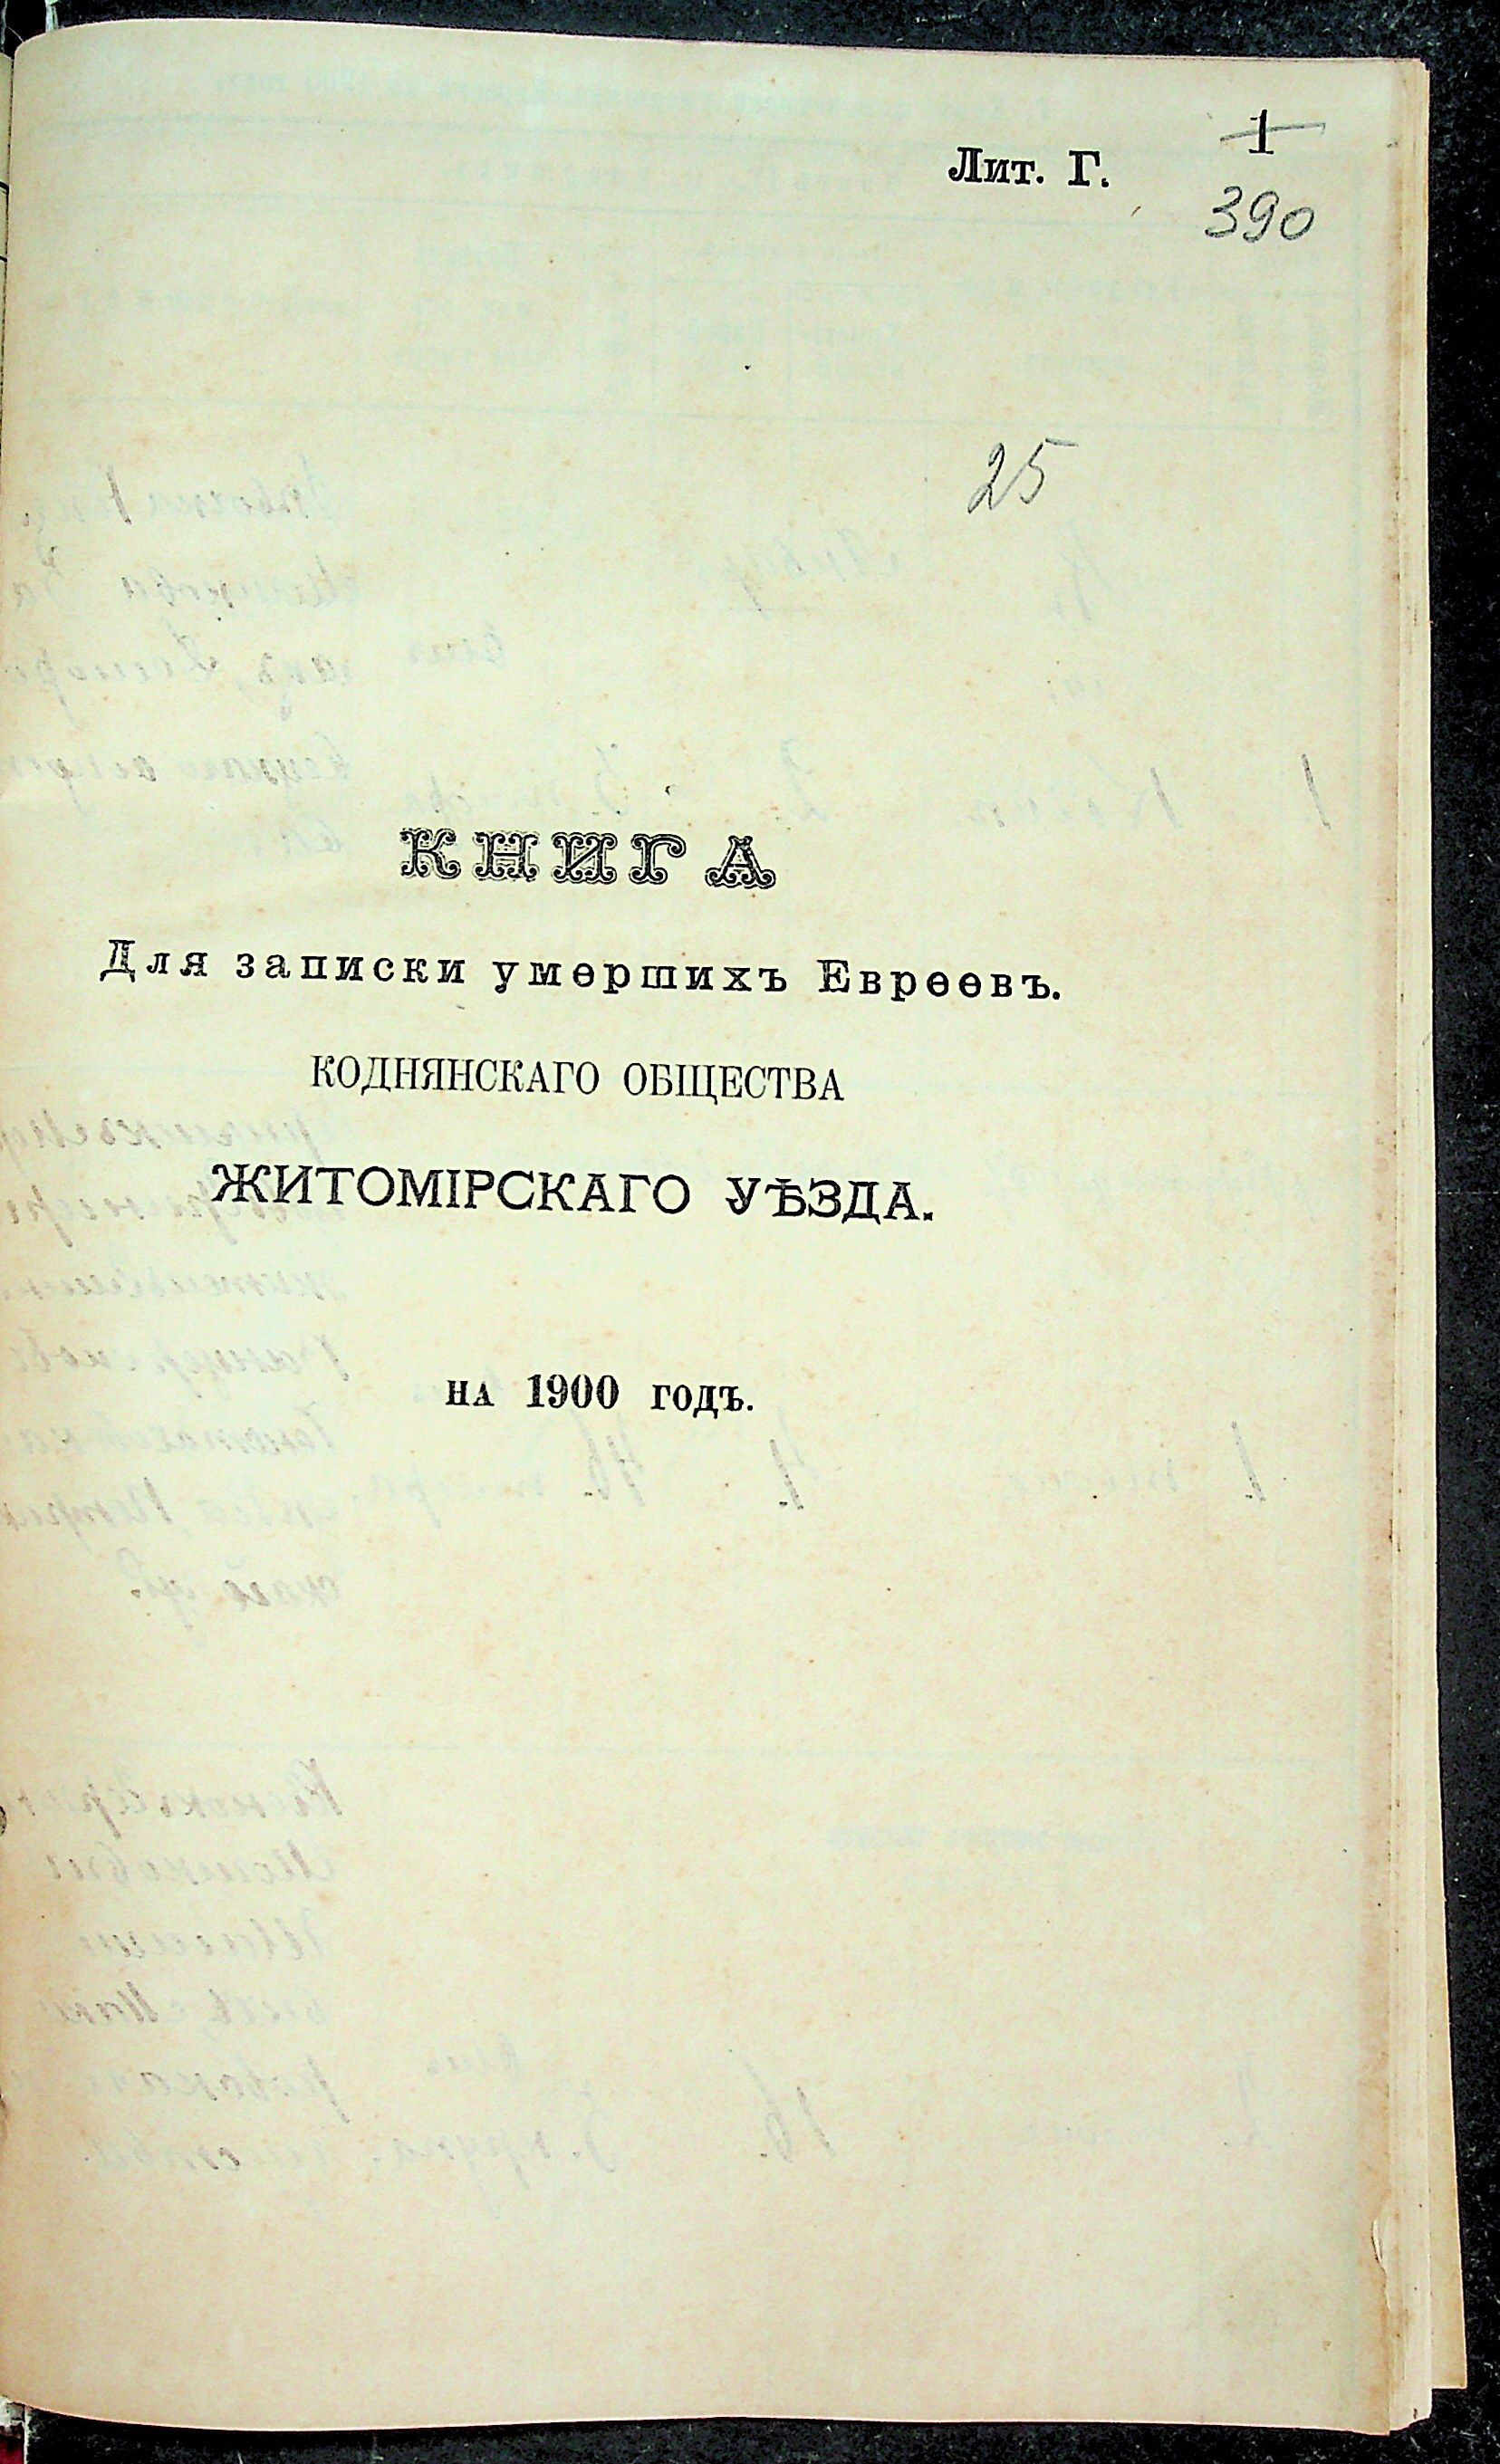 Лит. Г.
1
390
25
КНИГА
Для записки умершихъ Евреевъ.
КОДНЯНСКАГО ОБЩЕСТВА
ЖИТОМІРСКАГО УѢЗДА.
НА 1900 ГОДЪ.